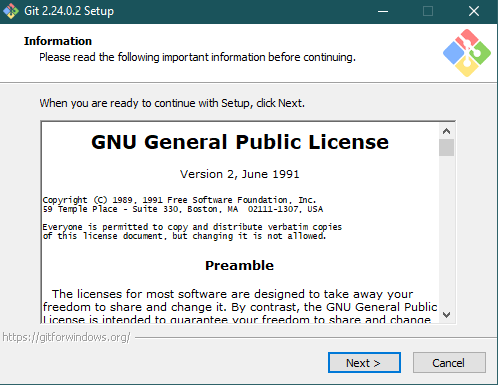 Git 2.24.0.2 Setup
Information
Please read the following important information before continuing.
When you are ready to continue with Setup, click Next.
GNU General Public License
Version 2, June 1991
Copyright (C) 1989, 1991 Free Software Foundation, Inc.
59 Temple Place - Suite 330, Boston, MA  02111-1307, USA
Everyone is permitted to copy and distribute verbatim copies
of this license document, but changing it is not allowed.
Preamble
The licenses for most software are designed to take away your
freedom to share and change it. By contrast, the GNU General Public
License is intended to guarantee your freedom to share and change
https://gitforwindows.org/
Next >
Cancel